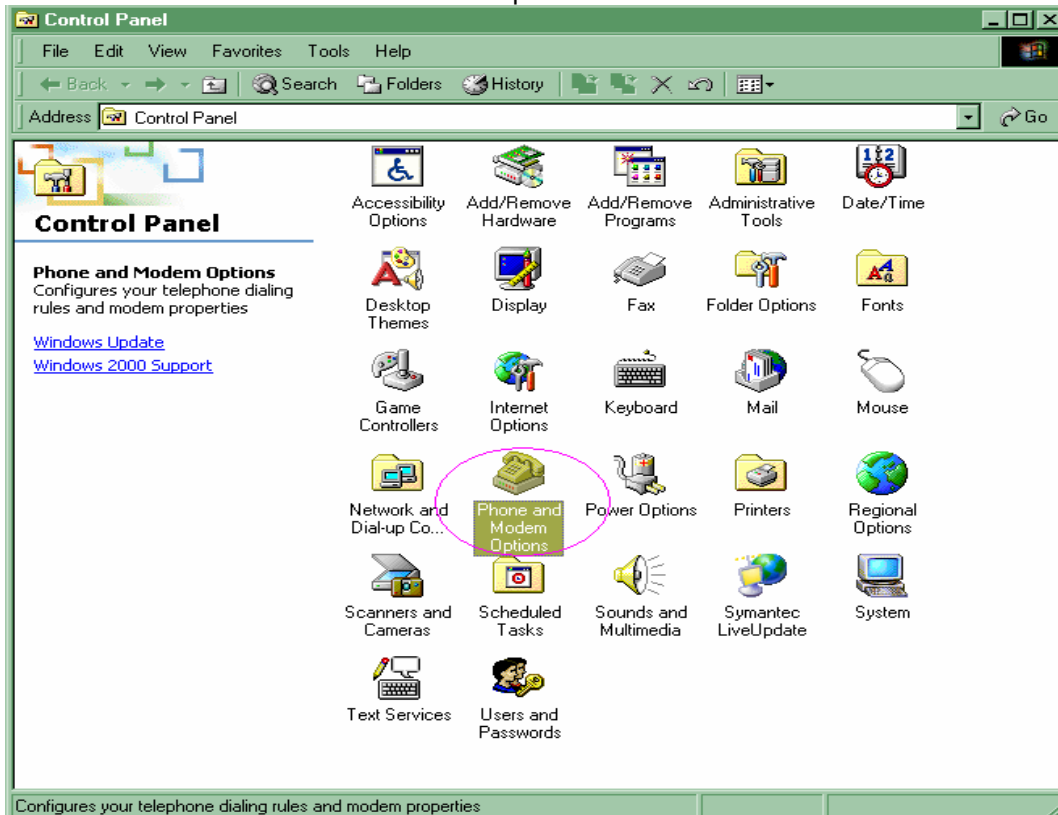 Control Panel
File Edit View Favorites Tools Help
Back Search Folders History
Address Control Panel Go
Control Panel
Phone and Modem Options
Configures your telephone dialing
rules and modem properties
Windows Update
Windows 2000 Support
Accessibility
Options
Add/Remove
Hardware
Add/Remove
Programs
Administrative
Tools
Date/Time
Desktop
Themes
Display
Fax
Folder Options
Fonts
Game
Controllers
Internet
Options
Keyboard
Mail
Mouse
Network and
Dial-up Co...
Phone and
Modem
Options
Power Options
Printers
Regional
Options
Scanners and
Cameras
Scheduled
Tasks
Sounds and
Multimedia
Symantec
LiveUpdate
System
Text Services
Users and
Passwords
Configures your telephone dialing rules and modem properties